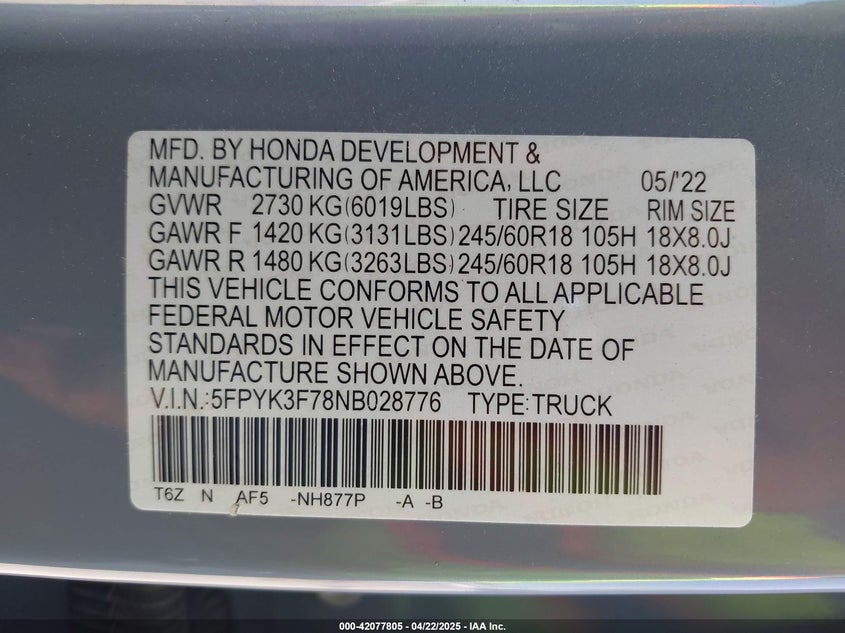 MFD. BY HONDA DEVELOPMENT &
MANUFACTURING OF AMERICA, LLC 05/'22
GVWR 2730 KG(6019LBS) TIRE SIZE RIM SIZE
GAWR F 1420 KG(3131LBS) 245/60R18 105H 18X8.0J
GAWR R 1480 KG(3263LBS) 245/60R18 105H 18X8.0J
THIS VEHICLE CONFORMS TO ALL APPLICABLE
FEDERAL MOTOR VEHICLE SAFETY
STANDARDS IN EFFECT ON THE DATE OF
MANUFACTURE SHOWN ABOVE.
V.I.N.:5FPYK3F78NB028776 TYPE:TRUCK
T6Z N AF5 -NH877P -A -B
000-42077805 - 04/22/2025 - IAA Inc.